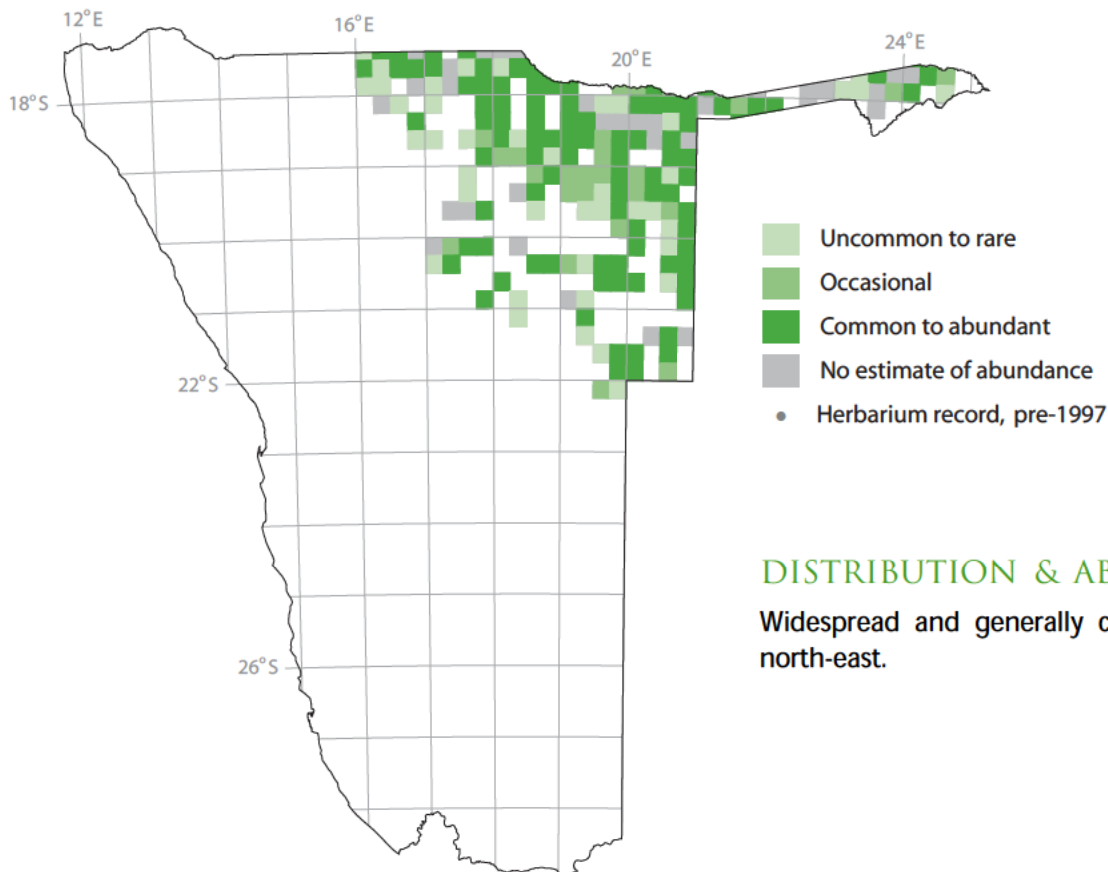 12°E
16°E
20°E
24°E
18°S
22°S
26°S
Uncommon to rare
Occasional
Common to abundant
No estimate of abundance
Herbarium record, pre-1997
DISTRIBUTION & AB
Widespread and generally
north-east.